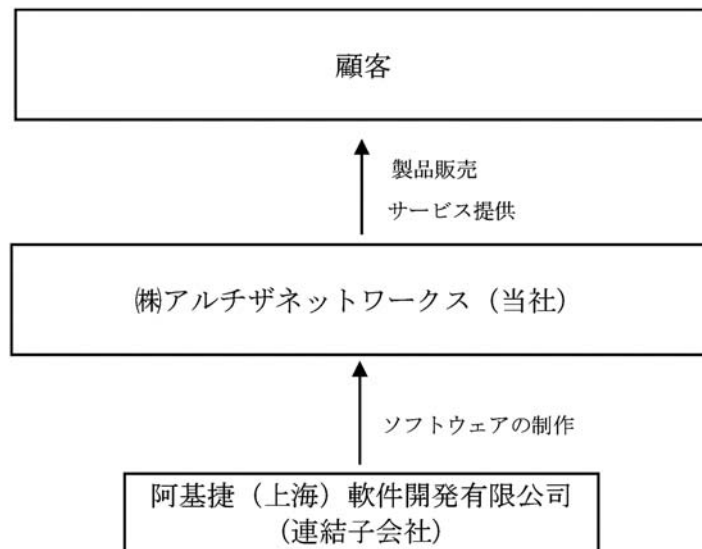 顧客
製品販売
サービス提供
㈱アルチザネットワークス（当社）
ソフトウェアの制作
阿基捷（上海）軟件開発有限公司
（連結子会社）